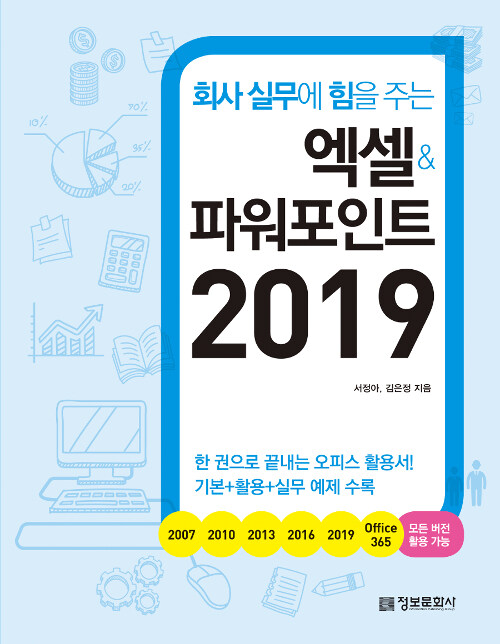 회사 실무에 힘을 주는
엑셀&
파워포인트
2019
서정아, 김은정 지음
한 권으로 끝내는 오피스 활용서!
기본+활용+실무 예제 수록
2007 2010 2013 2016 2019 Office 365 모든 버전 활용 가능
정보문화사
10%
70%
20%